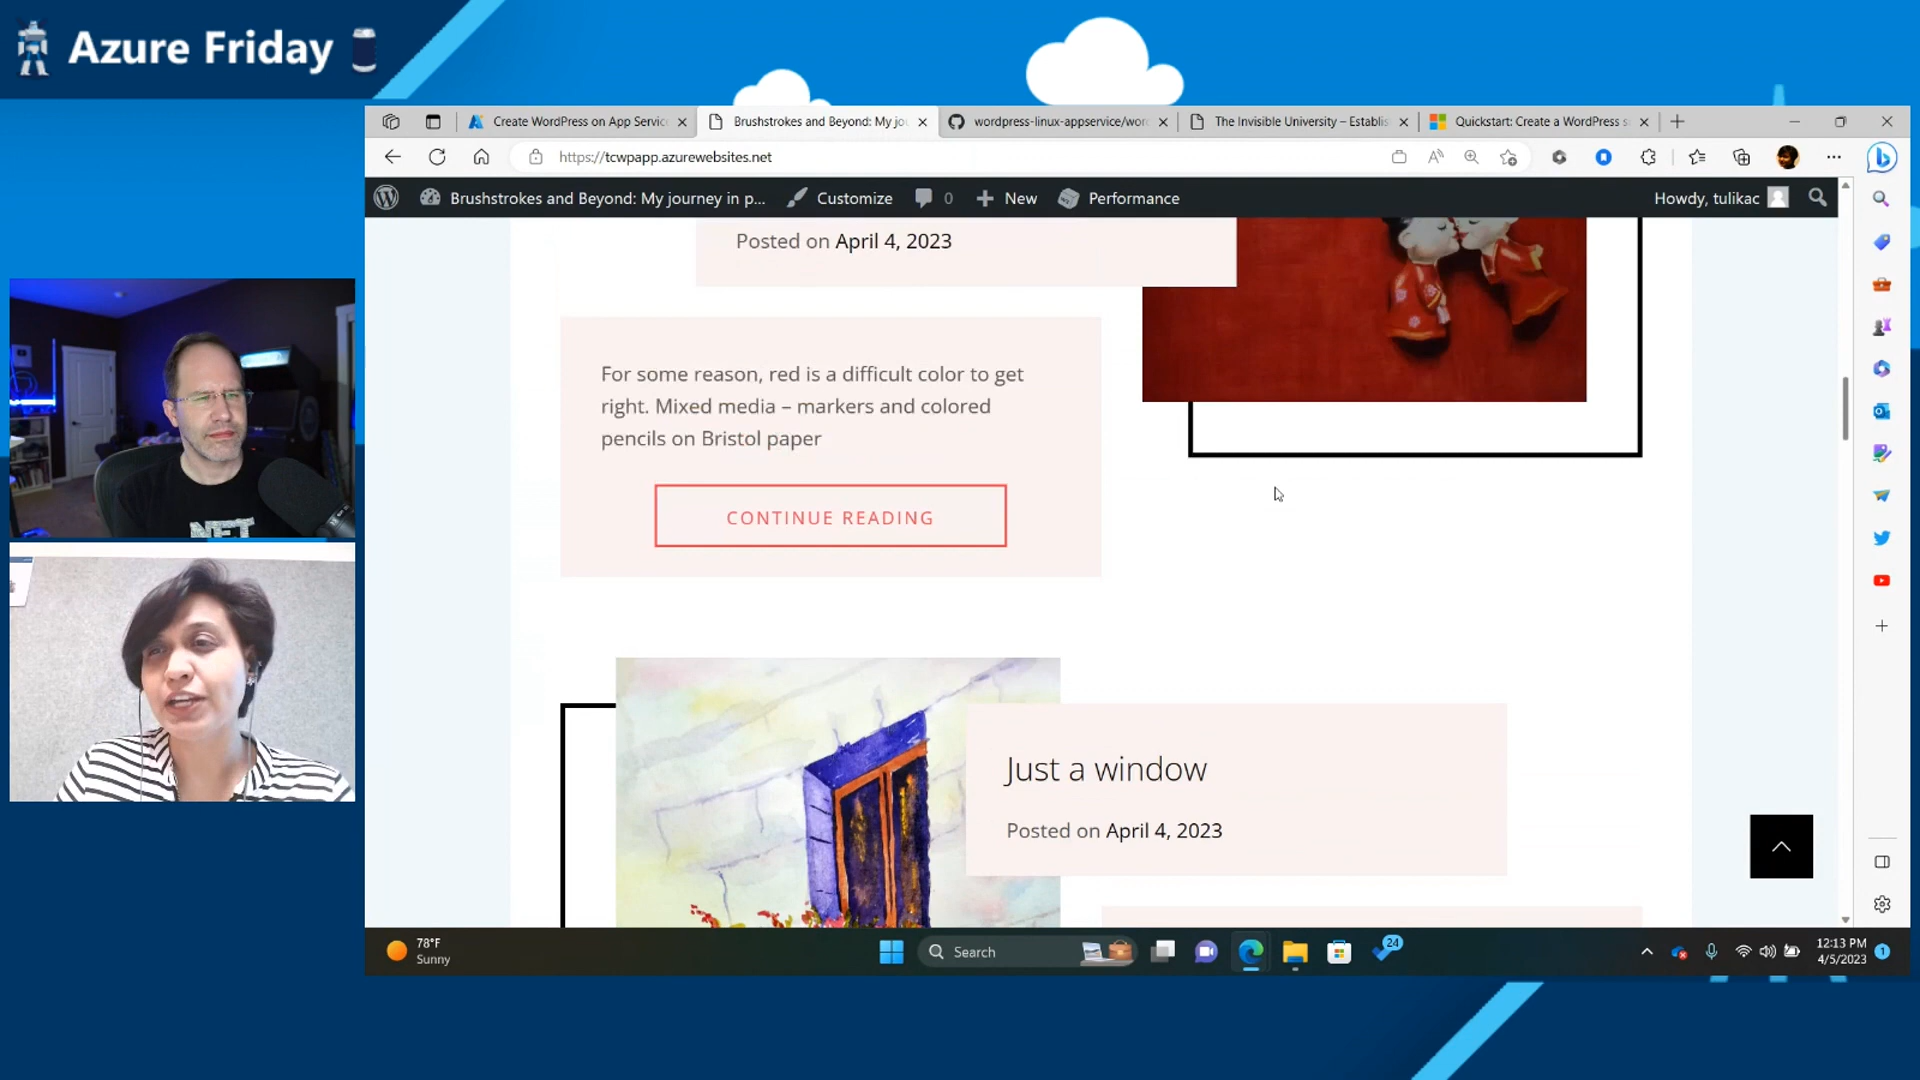 Azure Friday
Create WordPress on App Servic
Brushstrokes and Beyond: My jou
wordpress-linux-appservice/wor
The Invisible University – Establis
Quickstart: Create a WordPress s
https://tcwpapp.azurewebsites.net
Brushstrokes and Beyond: My journey in p...
Customize
0
New
Performance
Howdy, tulikac
Posted on April 4, 2023
For some reason, red is a difficult color to get
right. Mixed media – markers and colored
pencils on Bristol paper
CONTINUE READING
Just a window
Posted on April 4, 2023
.NET
78°F
Sunny
Search
24
12:13 PM
4/5/2023
1